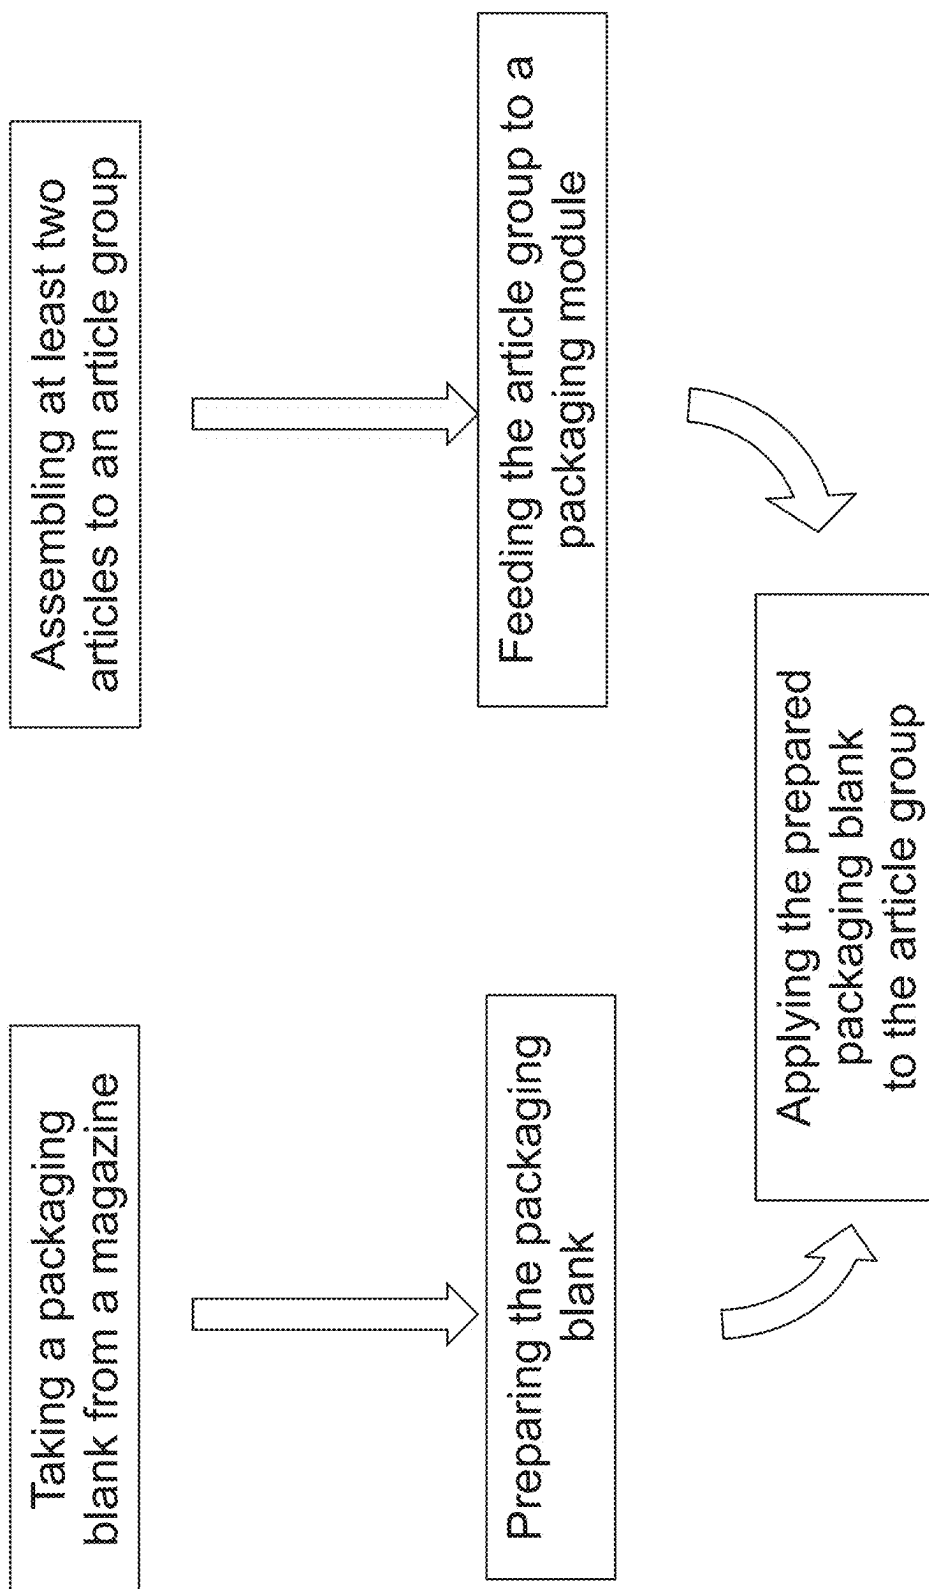 Taking a packaging
blank from a magazine
Assembling at least two
articles to an article group
Preparing the packaging
blank
Feeding the article group to a
packaging module
Applying the prepared
packaging blank
to the article group